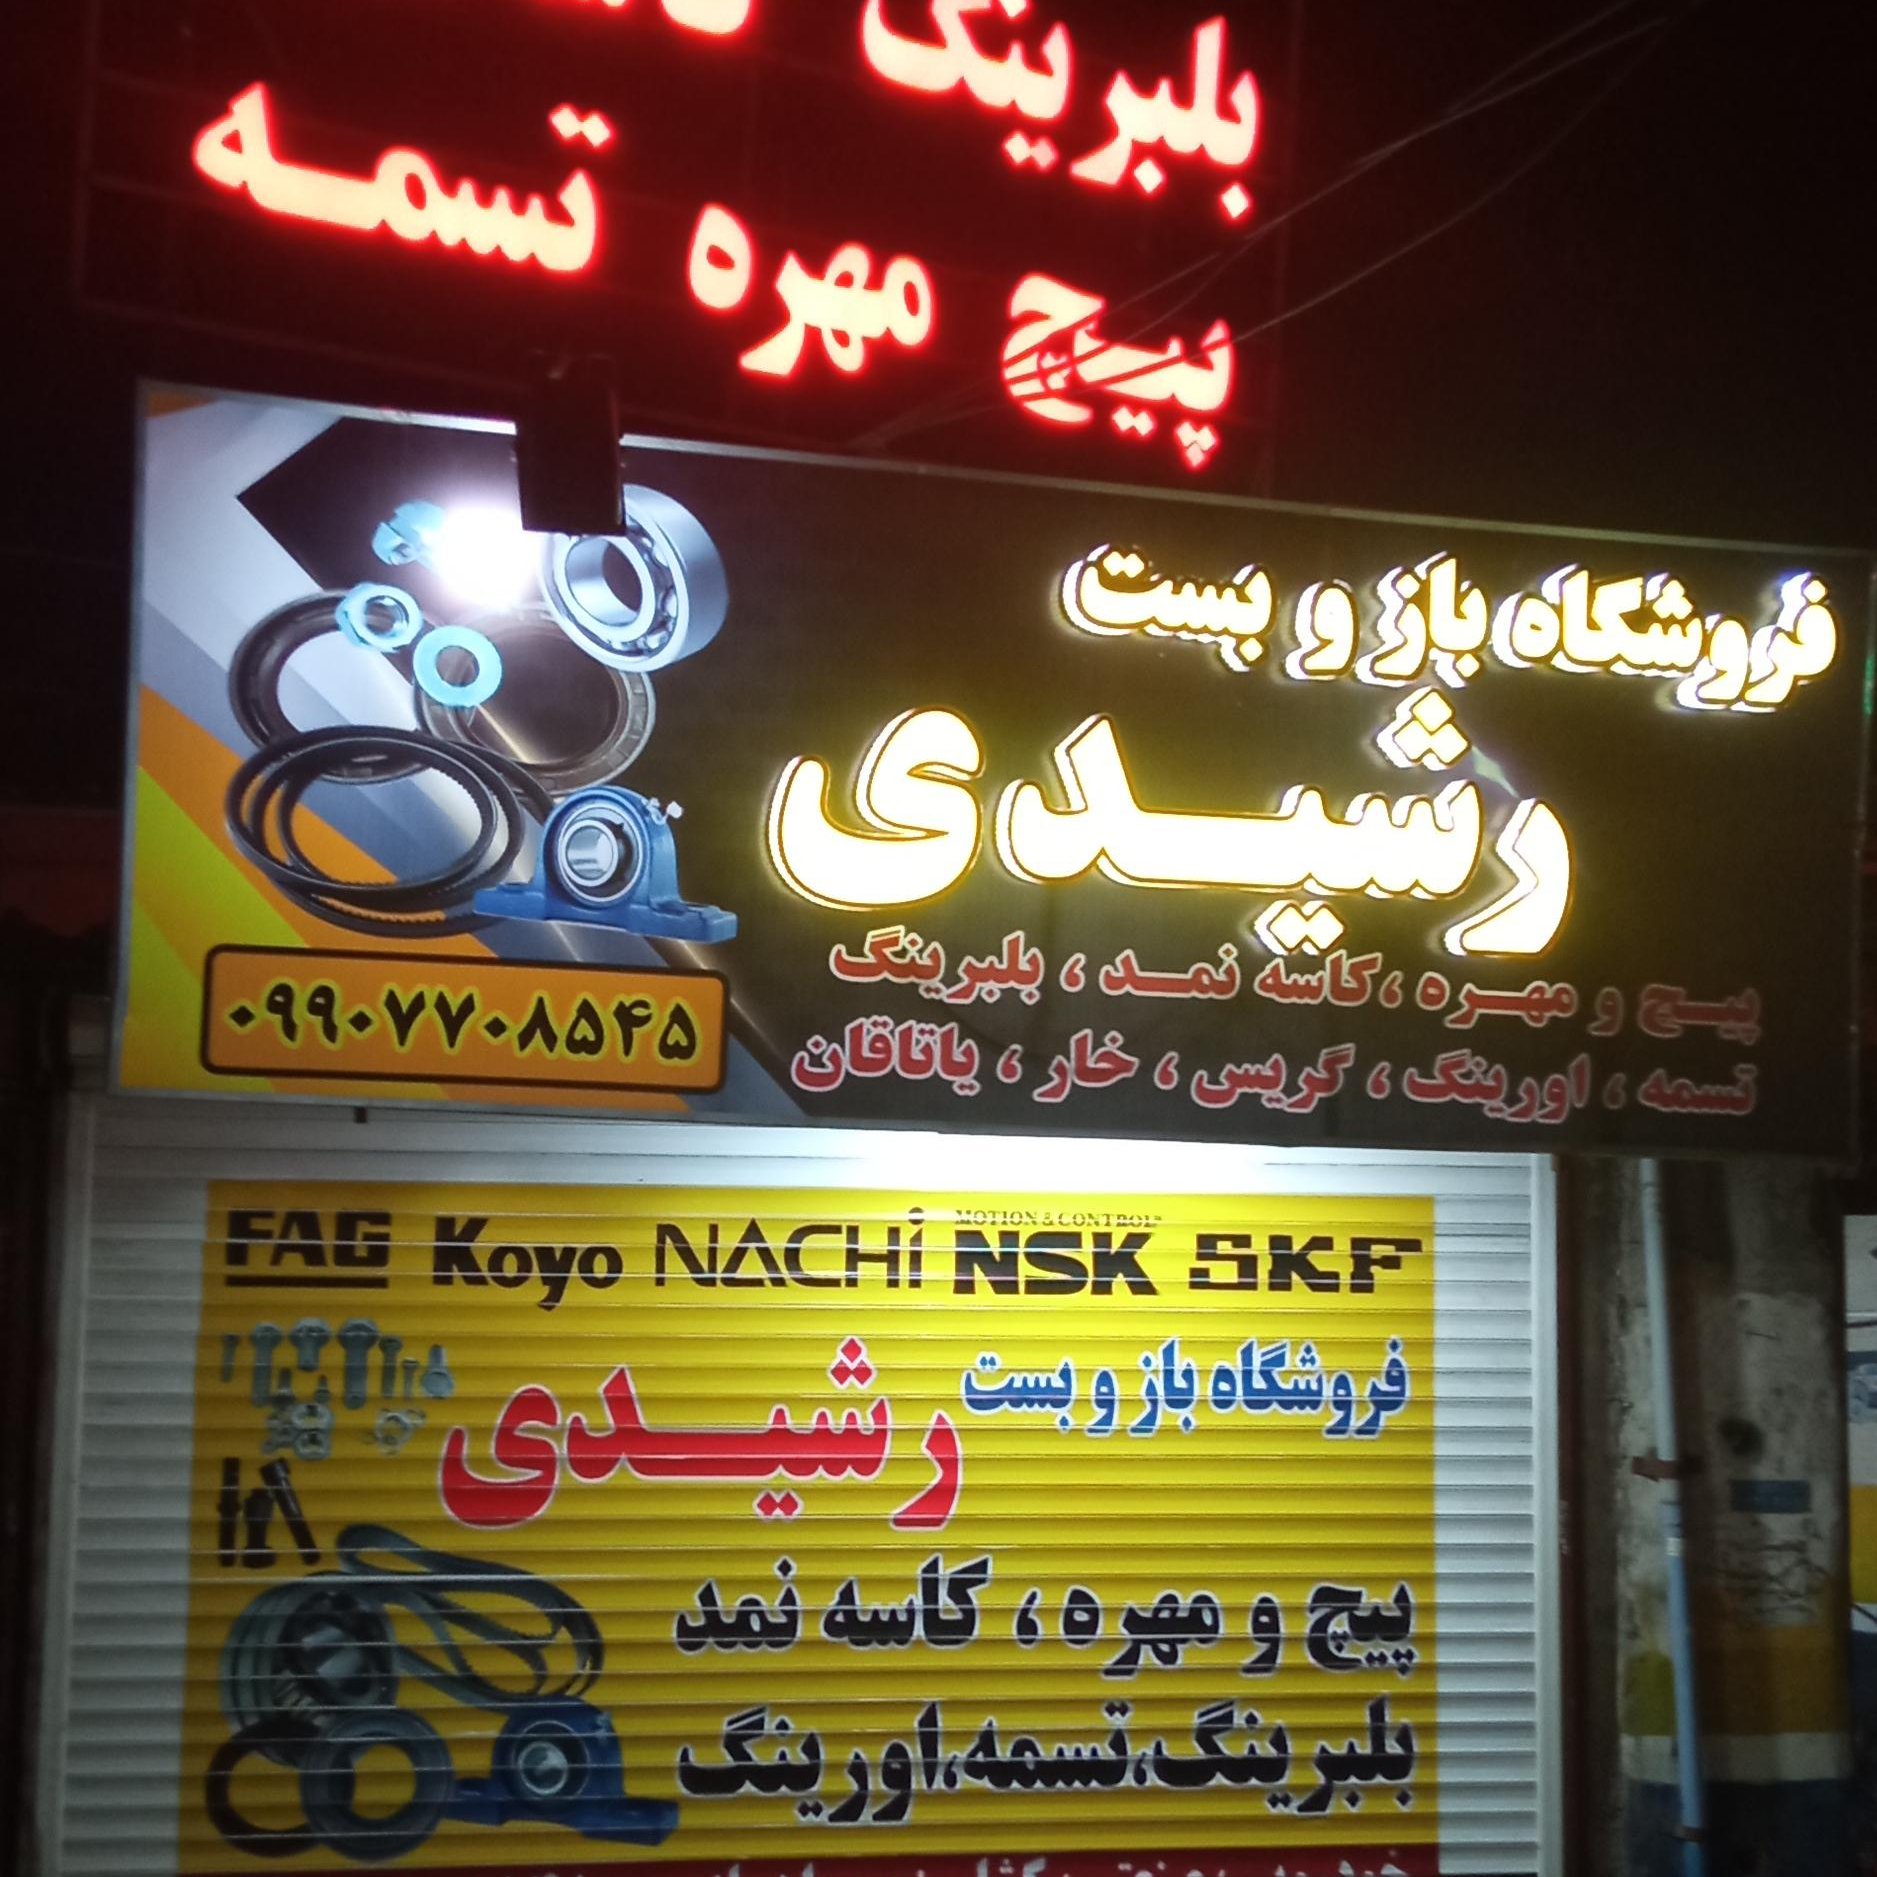 بلبرینگ
پیچ مهره تسمه
فروشگاه باز و بست
رشیدی
پیچ و مهره ،کاسه نمد ، بلبرینگ
تسمه ، اورینگ ، گریس ، خار ، یاتاقان
۰۹۹۰۷۷۰۸۵۴۵
FAG Koyo NACHi MOTION & CONTROL NSK SKF
فروشگاه باز و بست
رشیدی
پیچ و مهره ، کاسه نمد
بلبرینگ،تسمه،اورینگ